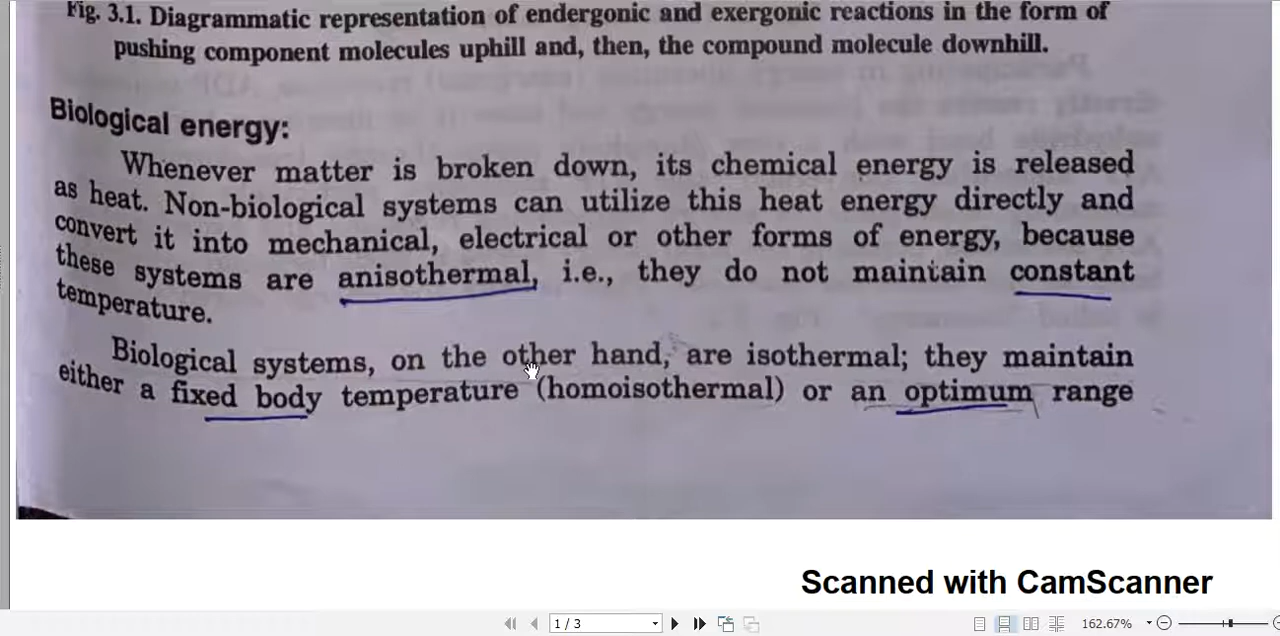 Fig. 3.1. Diagrammatic representation of endergonic and exergonic reactions in the form of
pushing component molecules uphill and, then, the compound molecule downhill.
Biological energy:
Whenever matter is broken down, its chemical energy is released
as heat. Non-biological systems can utilize this heat energy directly and
convert it into mechanical, electrical or other forms of energy, because
these systems are anisothermal, i.e., they do not maintain constant
temperature.
Biological systems, on the other hand, are isothermal; they maintain
either a fixed body temperature (homoisothermal) or an optimum range
Scanned with CamScanner
1 / 3
162.67%